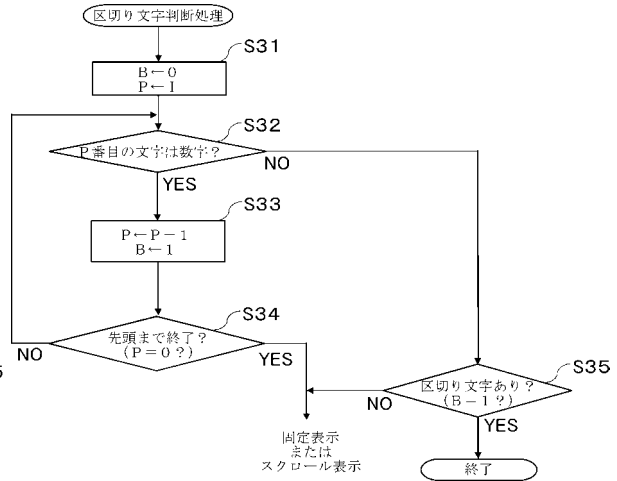 区切り文字判断処理
S31
B←0
P←I
S32
P番目の文字は数字？
NO
YES
S33
P←P－1
B←1
S34
先頭まで終了？
(P＝0？)
NO
YES
S35
区切り文字あり？
(B－1？)
NO
YES
固定表示
または
スクロール表示
終了